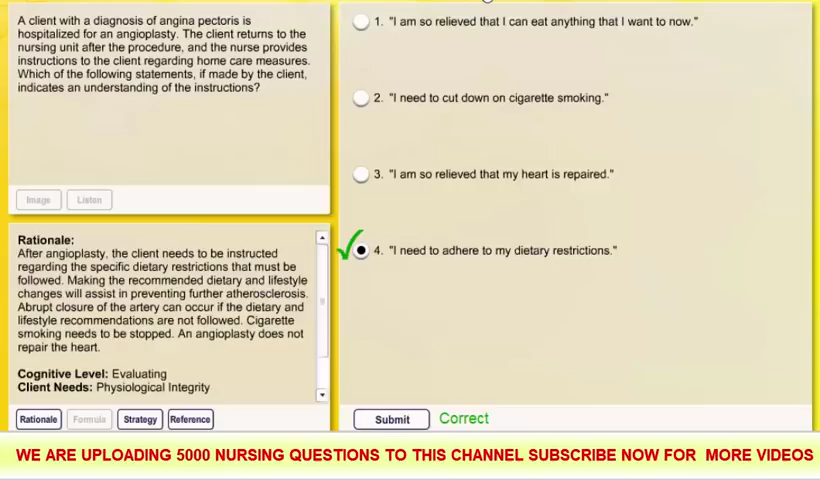 A client with a diagnosis of angina pectoris is
hospitalized for an angioplasty. The client returns to the
nursing unit after the procedure, and the nurse provides
instructions to the client regarding home care measures.
Which of the following statements, if made by the client,
indicates an understanding of the instructions?
Image Listen
Rationale:
After angioplasty, the client needs to be instructed
regarding the specific dietary restrictions that must be
followed. Making the recommended dietary and lifestyle
changes will assist in preventing further atherosclerosis.
Abrupt closure of the artery can occur if the dietary and
lifestyle recommendations are not followed. Cigarette
smoking needs to be stopped. An angioplasty does not
repair the heart.
Cognitive Level: Evaluating
Client Needs: Physiological Integrity
Rationale Formula Strategy Reference
1. "I am so relieved that I can eat anything that I want to now."
2. "I need to cut down on cigarette smoking."
3. "I am so relieved that my heart is repaired."
4. "I need to adhere to my dietary restrictions."
Submit Correct
WE ARE UPLOADING 5000 NURSING QUESTIONS TO THIS CHANNEL SUBSCRIBE NOW FOR MORE VIDEOS